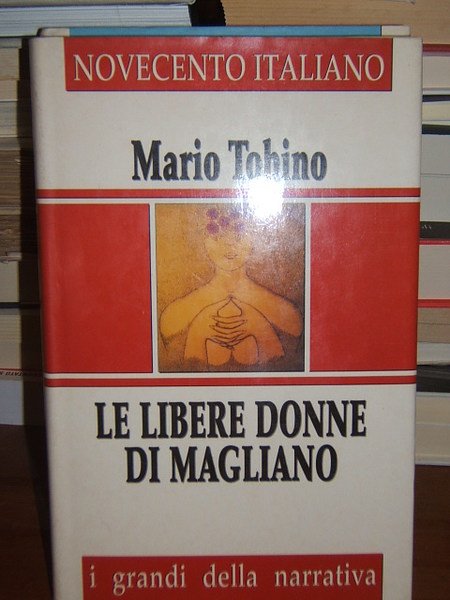 NOVECENTO ITALIANO
Mario Tobino
LE LIBERE DONNE
DI MAGLIANO
i grandi della narrativa